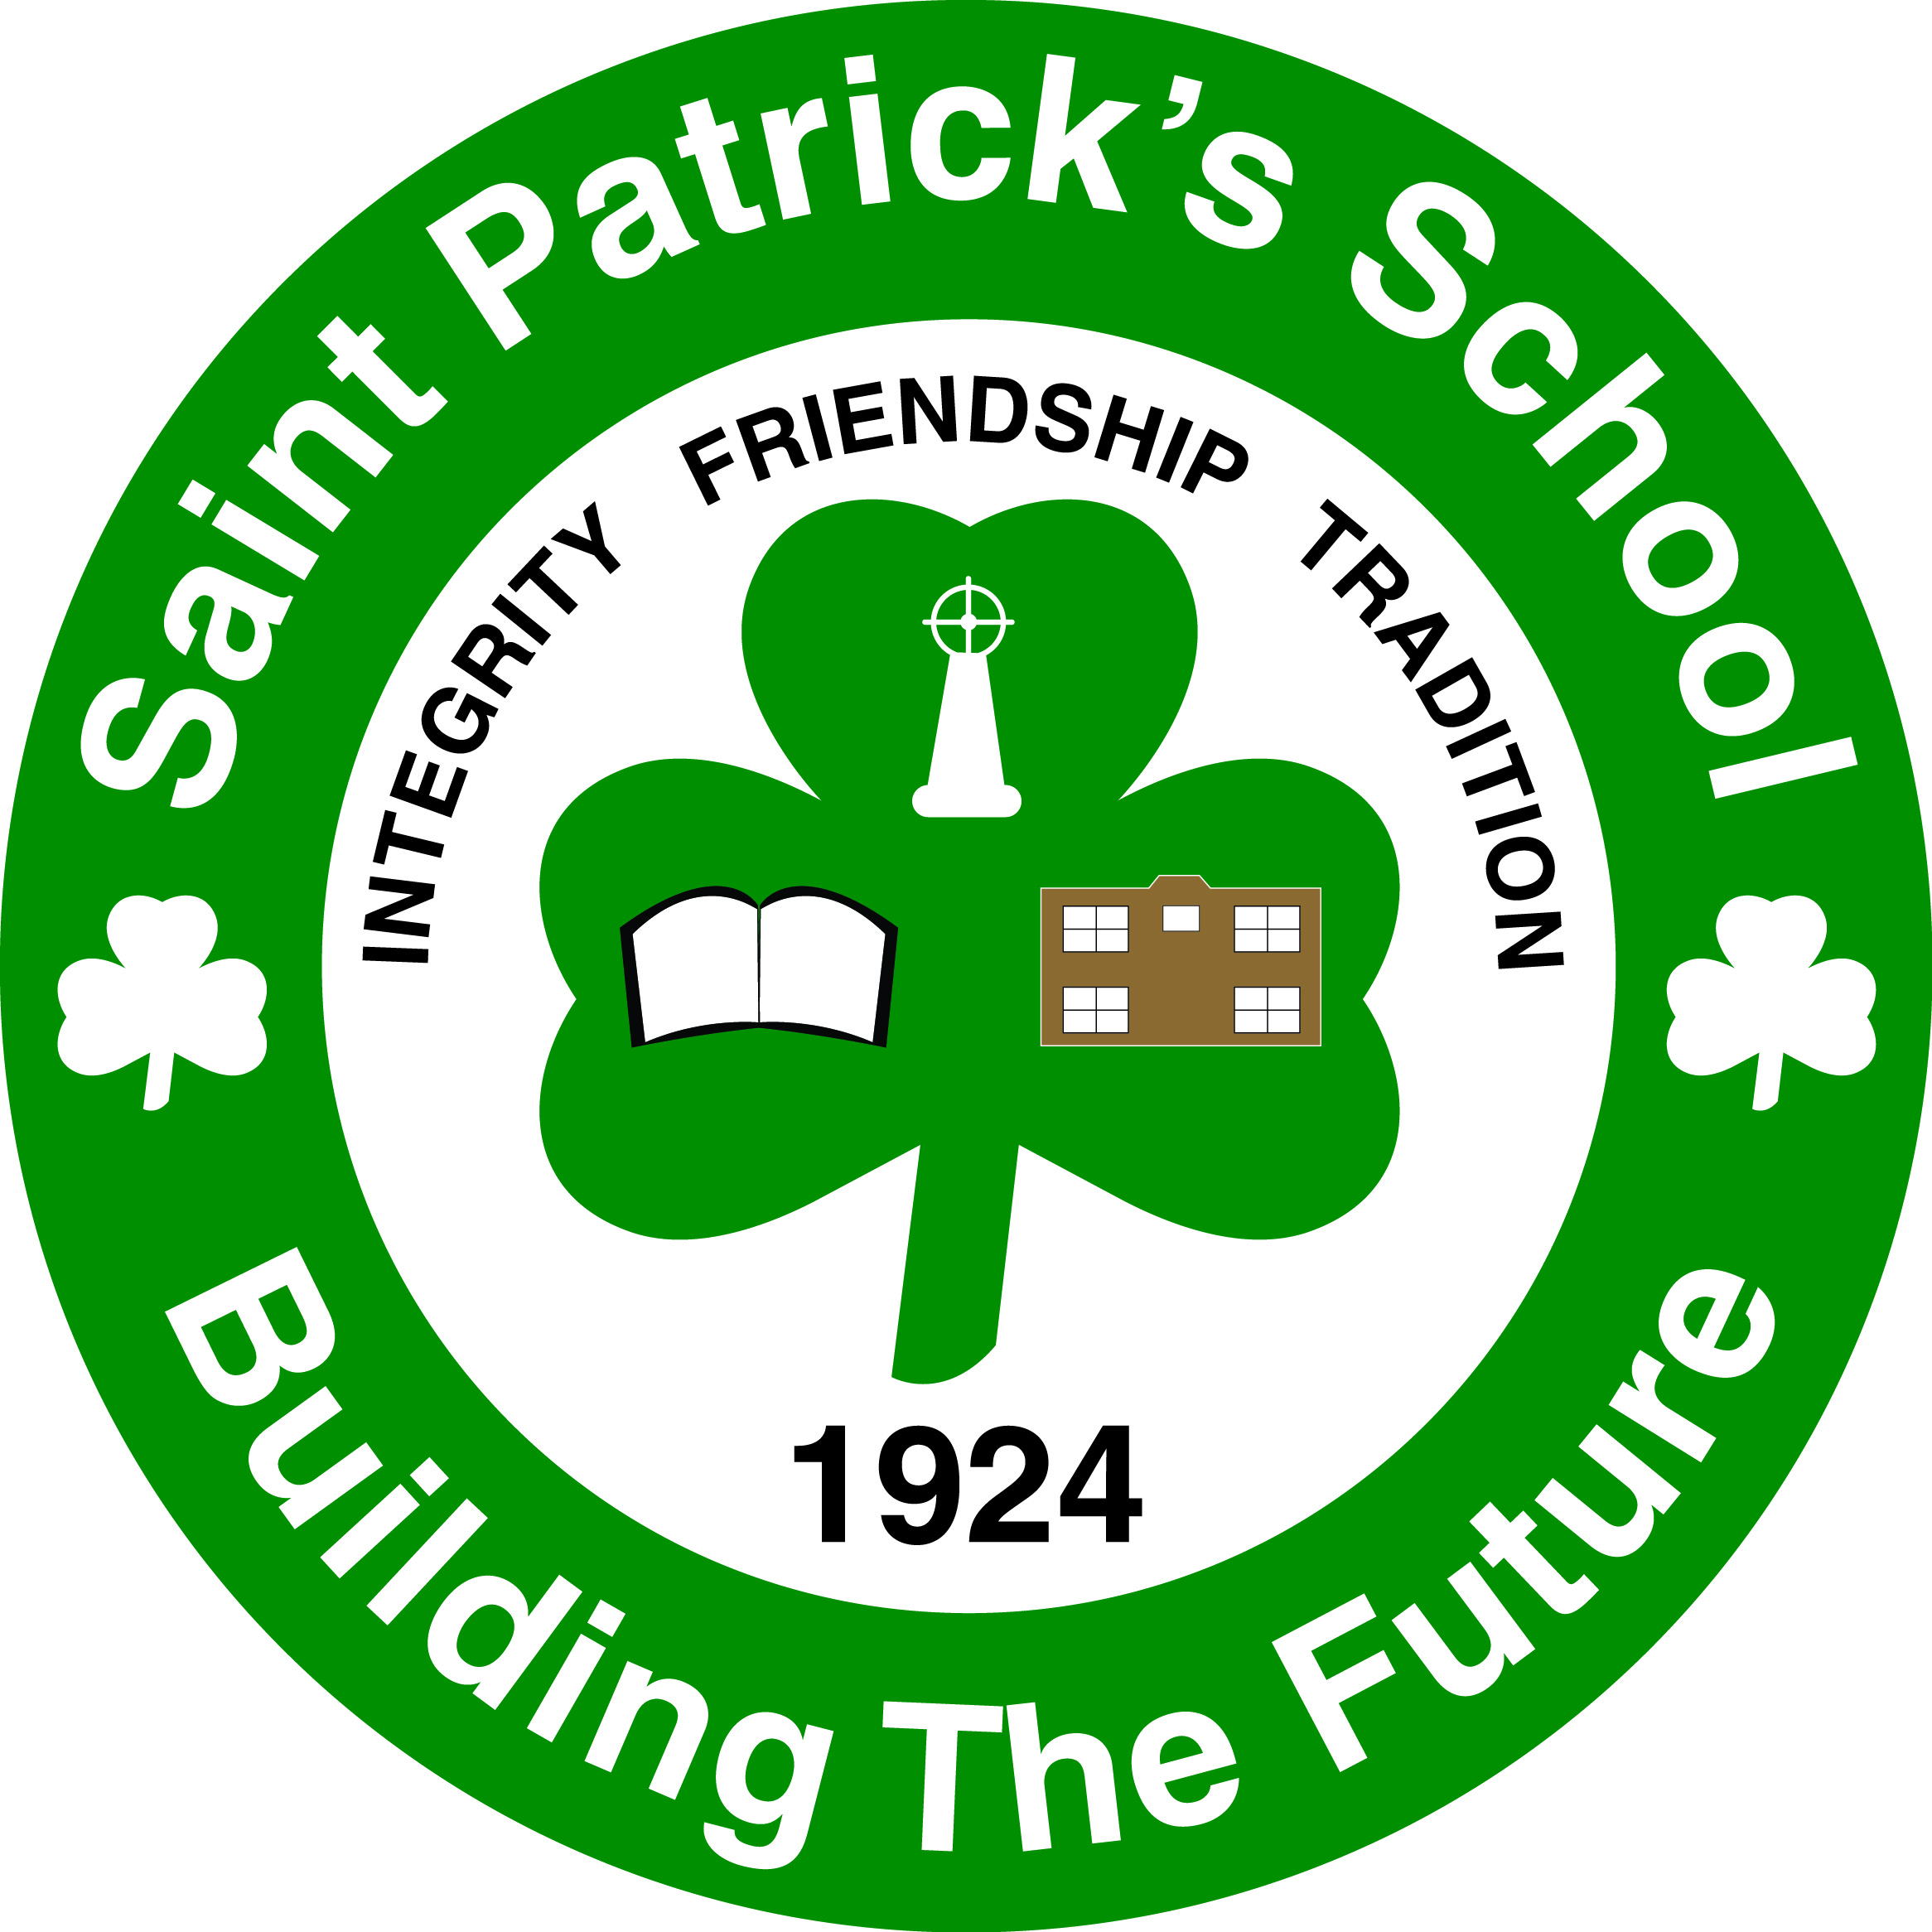 Saint Patrick's School
INTEGRITY FRIENDSHIP TRADITION
1924
Building The Future